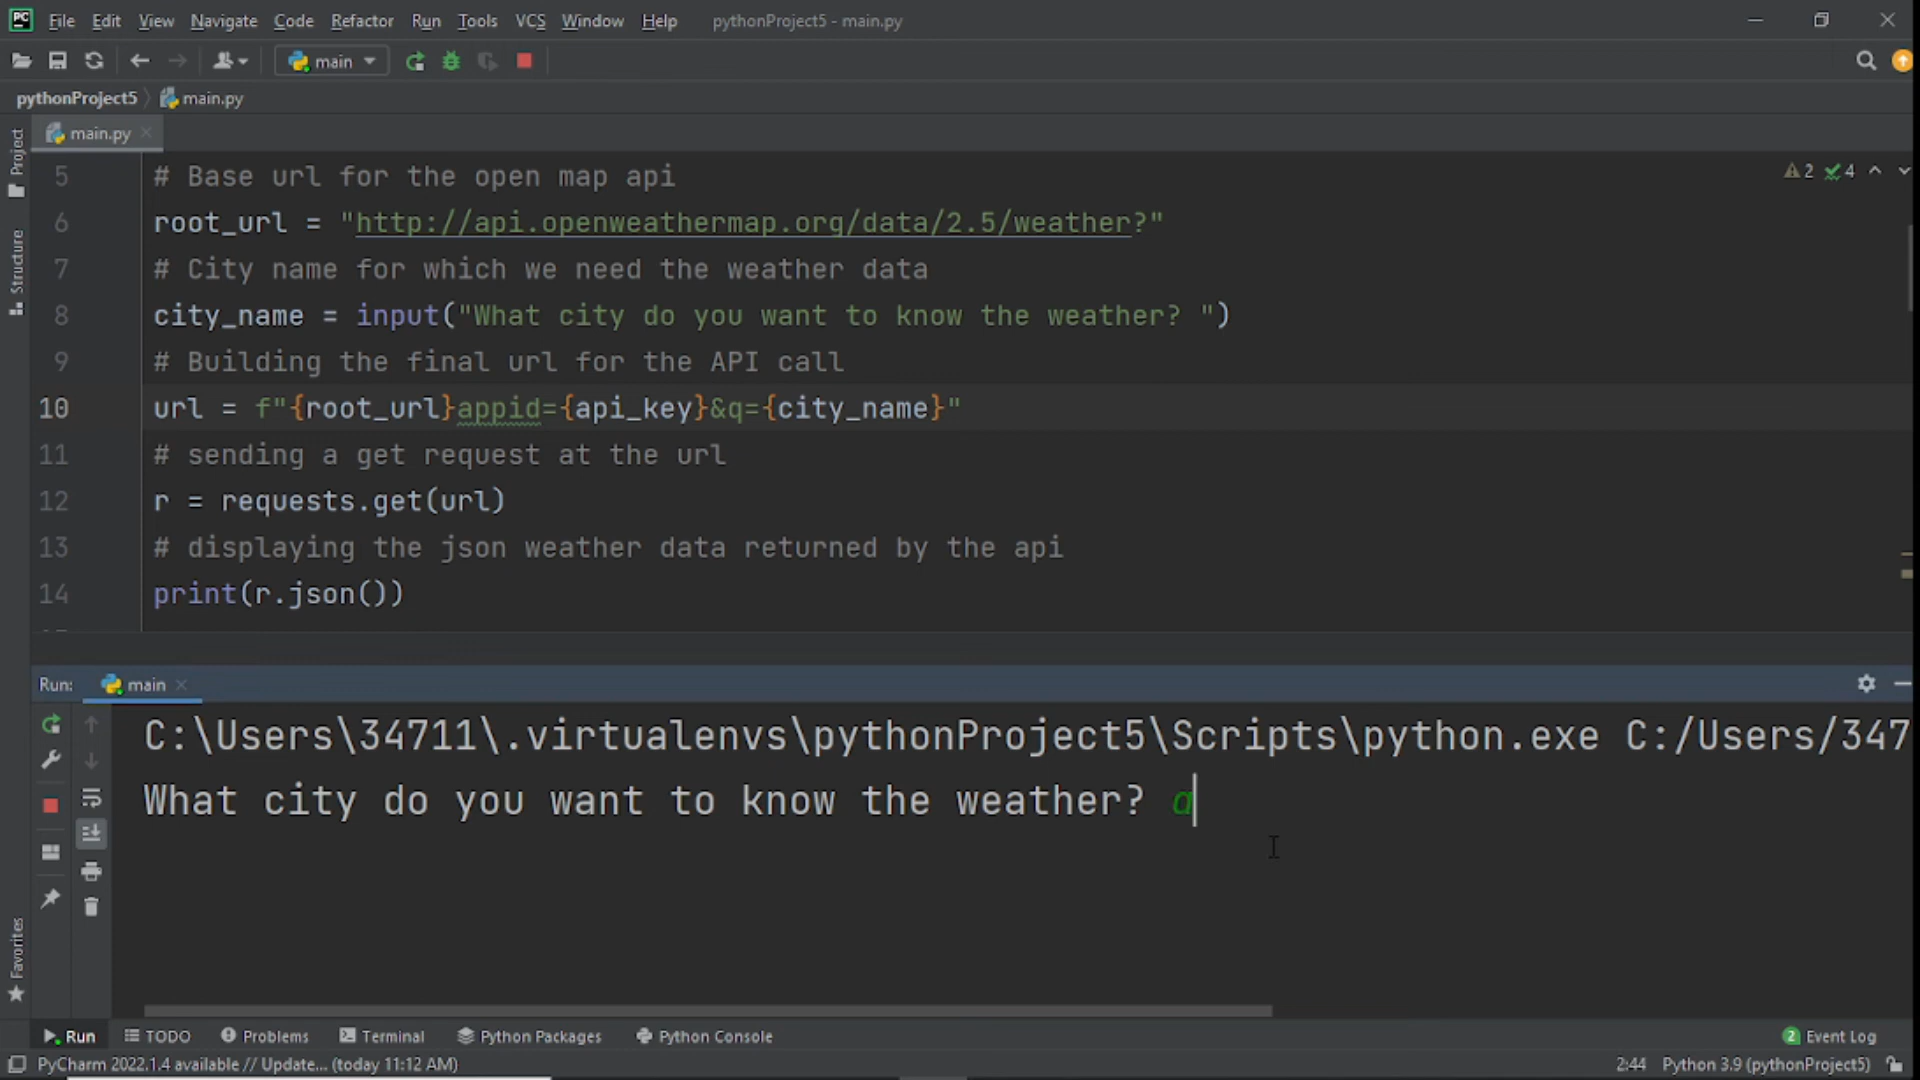 PC File Edit View Navigate Code Refactor Run Tools VCS Window Help pythonProject5 - main.py
main
pythonProject5 main.py
main.py
Project
Structure
Favorites
2 4
5 # Base url for the open map api
6 root_url = "http://api.openweathermap.org/data/2.5/weather?"
7 # City name for which we need the weather data
8 city_name = input("What city do you want to know the weather? ")
9 # Building the final url for the API call
10 url = f"{root_url}appid={api_key}&q={city_name}"
11 # sending a get request at the url
12 r = requests.get(url)
13 # displaying the json weather data returned by the api
14 print(r.json())
Run: main
C:\Users\34711\.virtualenvs\pythonProject5\Scripts\python.exe C:/Users/347
What city do you want to know the weather? a
Run TODO Problems Terminal Python Packages Python Console 2 Event Log
PyCharm 2022.1.4 available // Update... (today 11:12 AM) 2:44 Python 3.9 (pythonProject5)